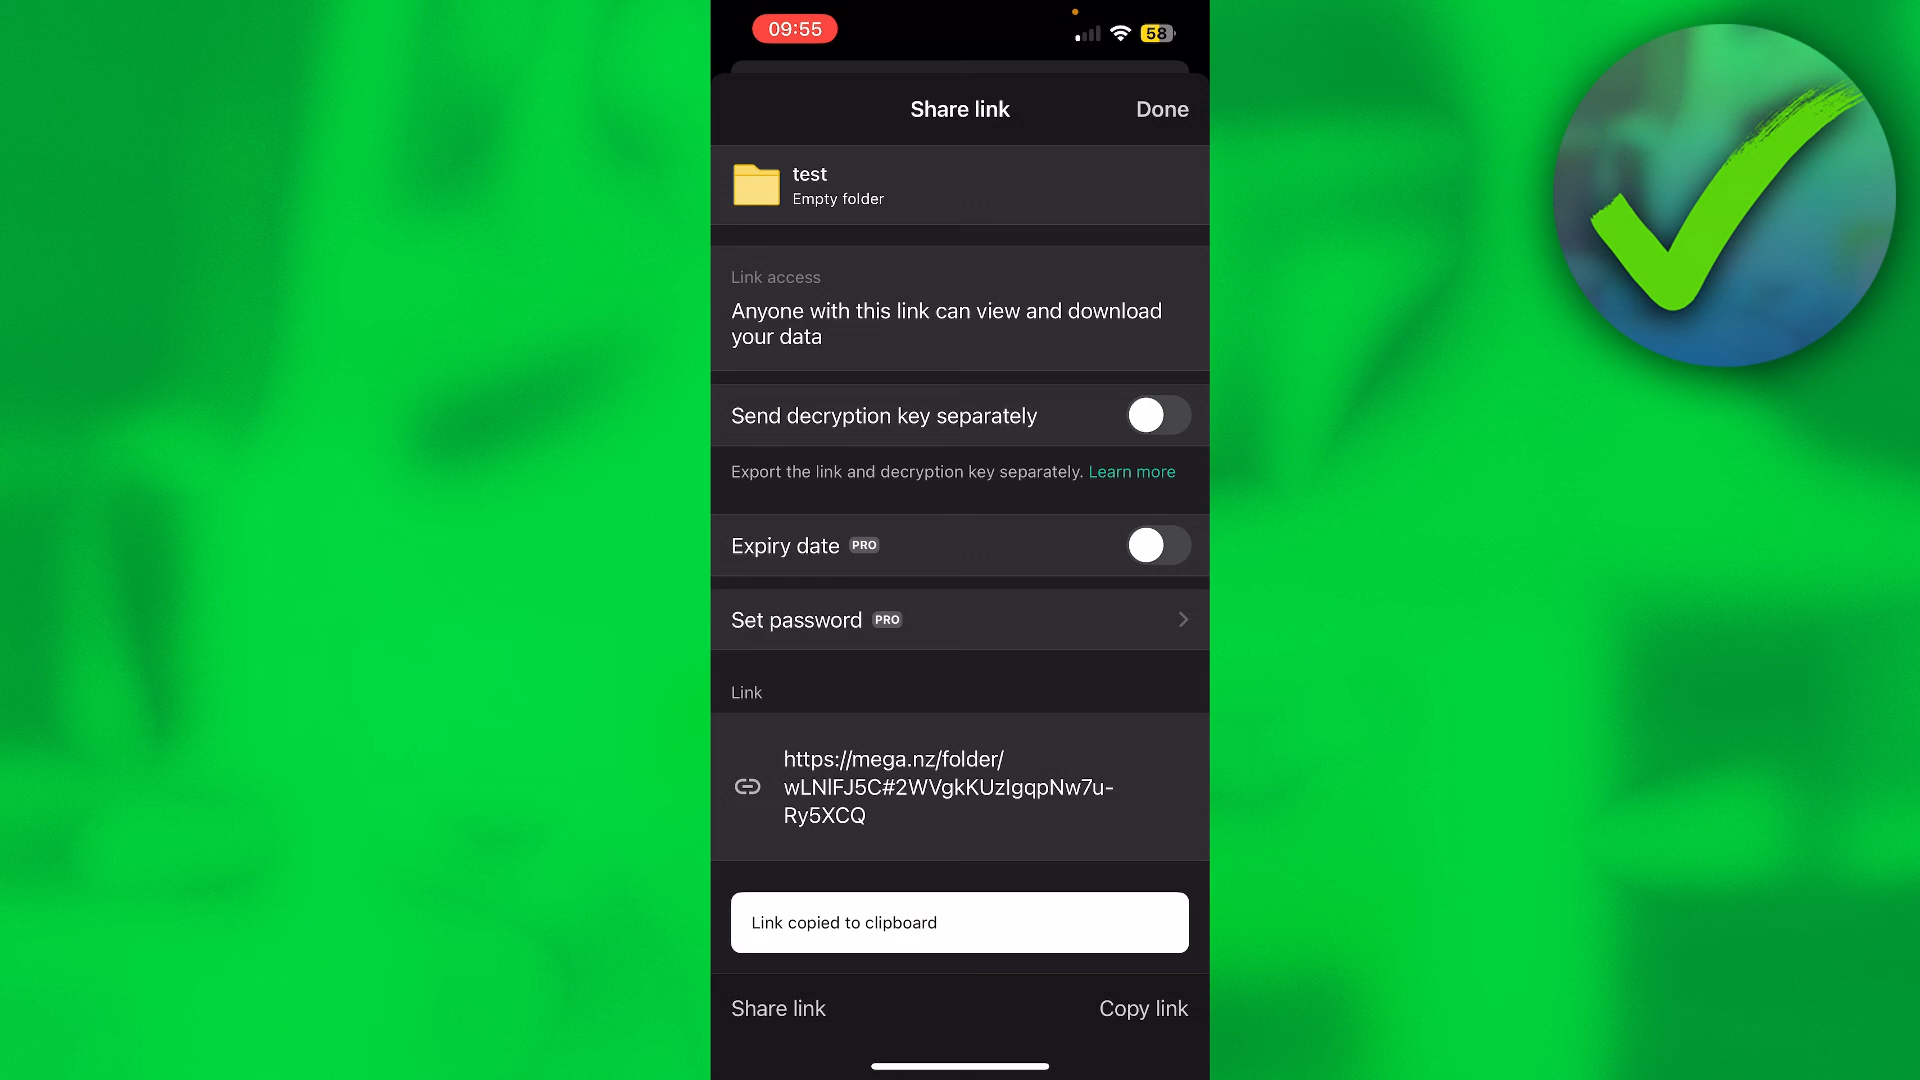 09:55
58
Share link
Done
test
Empty folder
Link access
Anyone with this link can view and download
your data
Send decryption key separately
Export the link and decryption key separately. Learn more
Expiry date PRO
Set password PRO
Link
https://mega.nz/folder/
wLNlFJ5C#2WVgkKUzIgqpNw7u-
Ry5XCQ
Link copied to clipboard
Share link
Copy link